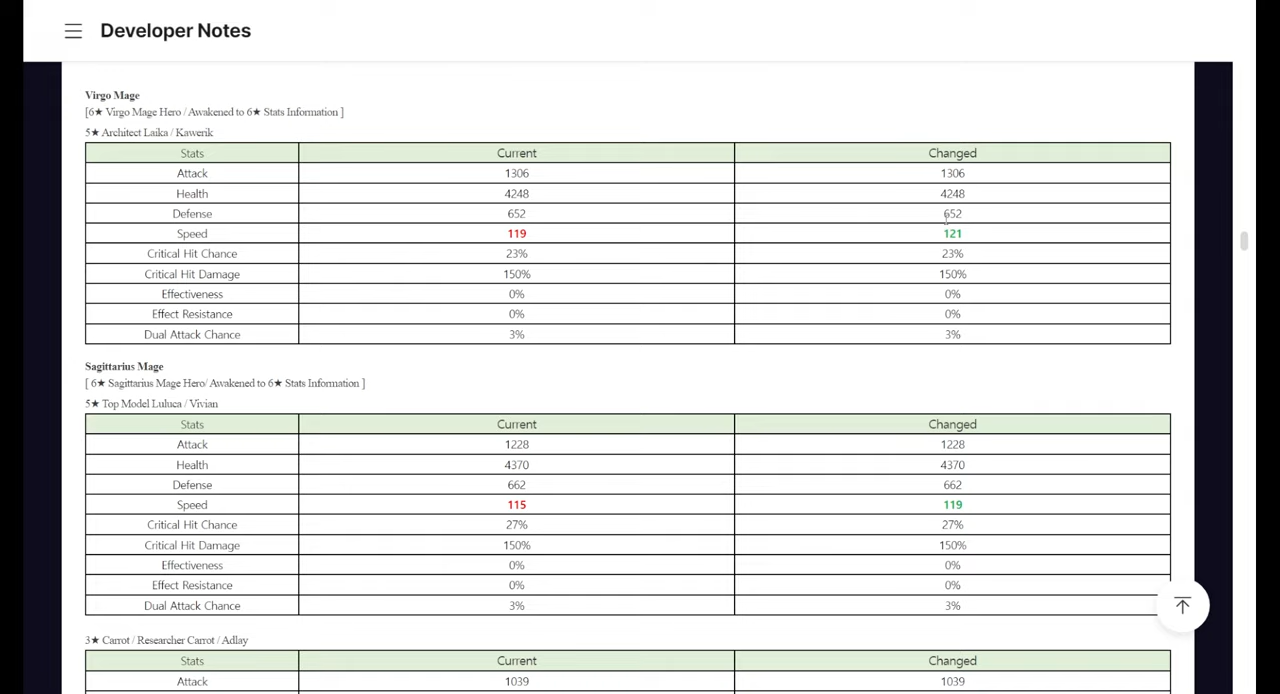 Developer Notes
Virgo Mage
[6★ Virgo Mage Hero / Awakened to 6★ Stats Information ]
5★ Architect Laika / Kawerik
Stats Current Changed
Attack 1306 1306
Health 4248 4248
Defense 652 652
Speed 119 121
Critical Hit Chance 23% 23%
Critical Hit Damage 150% 150%
Effectiveness 0% 0%
Effect Resistance 0% 0%
Dual Attack Chance 3% 3%
Sagittarius Mage
[ 6★ Sagittarius Mage Hero/ Awakened to 6★ Stats Information ]
5★ Top Model Luluca / Vivian
Stats Current Changed
Attack 1228 1228
Health 4370 4370
Defense 662 662
Speed 115 119
Critical Hit Chance 27% 27%
Critical Hit Damage 150% 150%
Effectiveness 0% 0%
Effect Resistance 0% 0%
Dual Attack Chance 3% 3%
3★ Carrot / Researcher Carrot / Adlay
Stats Current Changed
Attack 1039 1039